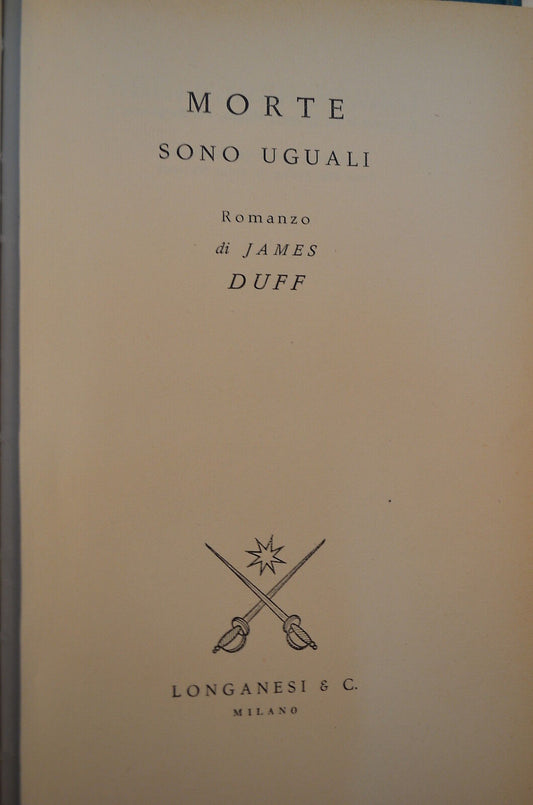 MORTE
SONO UGUALI
Romanzo
di JAMES
DUFF
LONGANESI & C.
MILANO